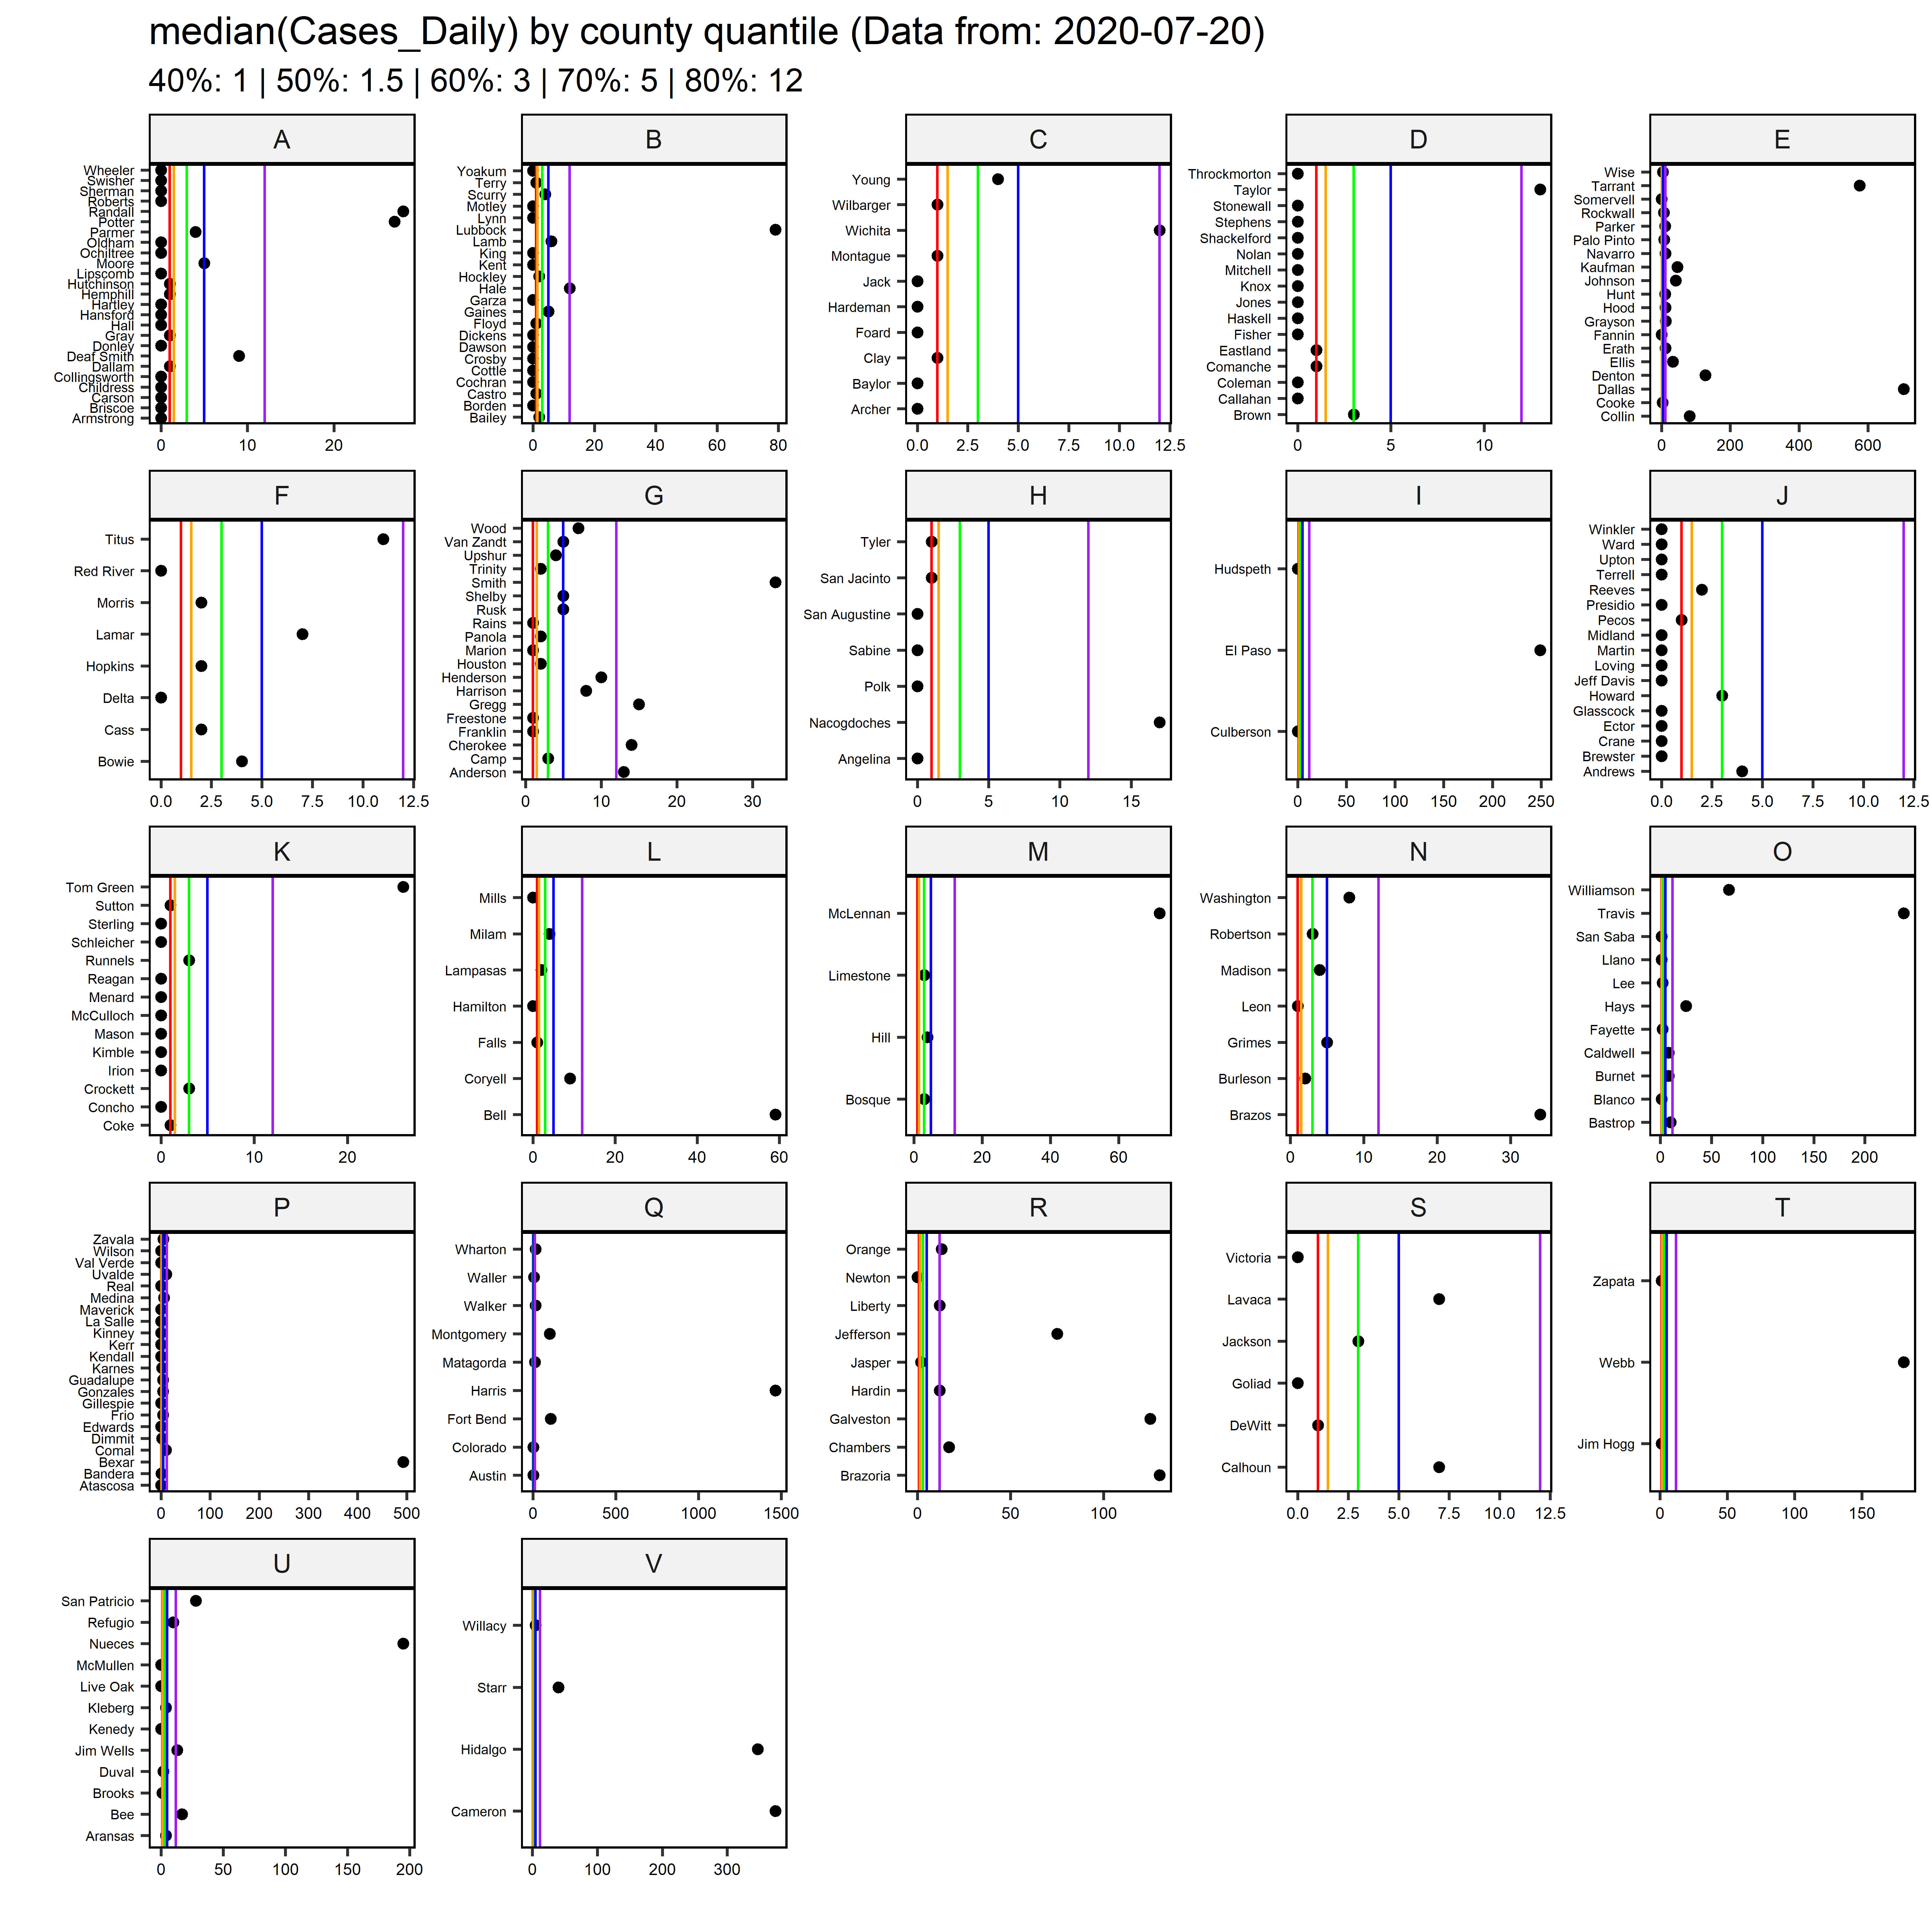 median(Cases_Daily) by county quantile (Data from: 2020-07-20)
40%: 1 | 50%: 1.5 | 60%: 3 | 70%: 5 | 80%: 12
A
Wheeler
Swisher
Sherman
Roberts
Randall
Potter
Parmer
Oldham
Ochiltree
Moore
Lipscomb
Hutchinson
Hemphill
Hartley
Hansford
Hall
Gray
Donley
Deaf Smith
Dallam
Collingsworth
Childress
Carson
Briscoe
Armstrong
0 10 20
B
Yoakum
Terry
Scurry
Motley
Lynn
Lubbock
Lamb
King
Kent
Hockley
Hale
Garza
Gaines
Floyd
Dickens
Dawson
Crosby
Cottle
Cochran
Castro
Borden
Bailey
0 20 40 60 80
C
Young
Wilbarger
Wichita
Montague
Jack
Hardeman
Foard
Clay
Baylor
Archer
0.0 2.5 5.0 7.5 10.0 12.5
D
Throckmorton
Taylor
Stonewall
Stephens
Shackelford
Nolan
Mitchell
Knox
Jones
Haskell
Fisher
Eastland
Comanche
Coleman
Callahan
Brown
0 5 10
E
Wise
Tarrant
Somervell
Rockwall
Parker
Palo Pinto
Navarro
Kaufman
Johnson
Hunt
Hood
Grayson
Fannin
Erath
Ellis
Denton
Dallas
Cooke
Collin
0 200 400 600
F
Titus
Red River
Morris
Lamar
Hopkins
Delta
Cass
Bowie
0.0 2.5 5.0 7.5 10.0 12.5
G
Wood
Van Zandt
Upshur
Trinity
Smith
Shelby
Rusk
Rains
Panola
Marion
Houston
Henderson
Harrison
Gregg
Freestone
Franklin
Cherokee
Camp
Anderson
0 10 20 30
H
Tyler
San Jacinto
San Augustine
Sabine
Polk
Nacogdoches
Angelina
0 5 10 15
I
Hudspeth
El Paso
Culberson
0 50 100 150 200 250
J
Winkler
Ward
Upton
Terrell
Reeves
Presidio
Pecos
Midland
Martin
Loving
Jeff Davis
Howard
Glasscock
Ector
Crane
Brewster
Andrews
0.0 2.5 5.0 7.5 10.0 12.5
K
Tom Green
Sutton
Sterling
Schleicher
Runnels
Reagan
Menard
McCulloch
Mason
Kimble
Irion
Crockett
Concho
Coke
0 10 20
L
Mills
Milam
Lampasas
Hamilton
Falls
Coryell
Bell
0 20 40 60
M
McLennan
Limestone
Hill
Bosque
0 20 40 60
N
Washington
Robertson
Madison
Leon
Grimes
Burleson
Brazos
0 10 20 30
O
Williamson
Travis
San Saba
Llano
Lee
Hays
Fayette
Caldwell
Burnet
Blanco
Bastrop
0 50 100 150 200
P
Zavala
Wilson
Val Verde
Uvalde
Real
Medina
Maverick
La Salle
Kinney
Kerr
Kendall
Karnes
Guadalupe
Gonzales
Gillespie
Frio
Edwards
Dimmit
Comal
Bexar
Bandera
Atascosa
0 100 200 300 400 500
Q
Wharton
Waller
Walker
Montgomery
Matagorda
Harris
Fort Bend
Colorado
Austin
0 500 1000 1500
R
Orange
Newton
Liberty
Jefferson
Jasper
Hardin
Galveston
Chambers
Brazoria
0 50 100
S
Victoria
Lavaca
Jackson
Goliad
DeWitt
Calhoun
0.0 2.5 5.0 7.5 10.0 12.5
T
Zapata
Webb
Jim Hogg
0 50 100 150
U
San Patricio
Refugio
Nueces
McMullen
Live Oak
Kleberg
Kenedy
Jim Wells
Duval
Brooks
Bee
Aransas
0 50 100 150 200
V
Willacy
Starr
Hidalgo
Cameron
0 100 200 300